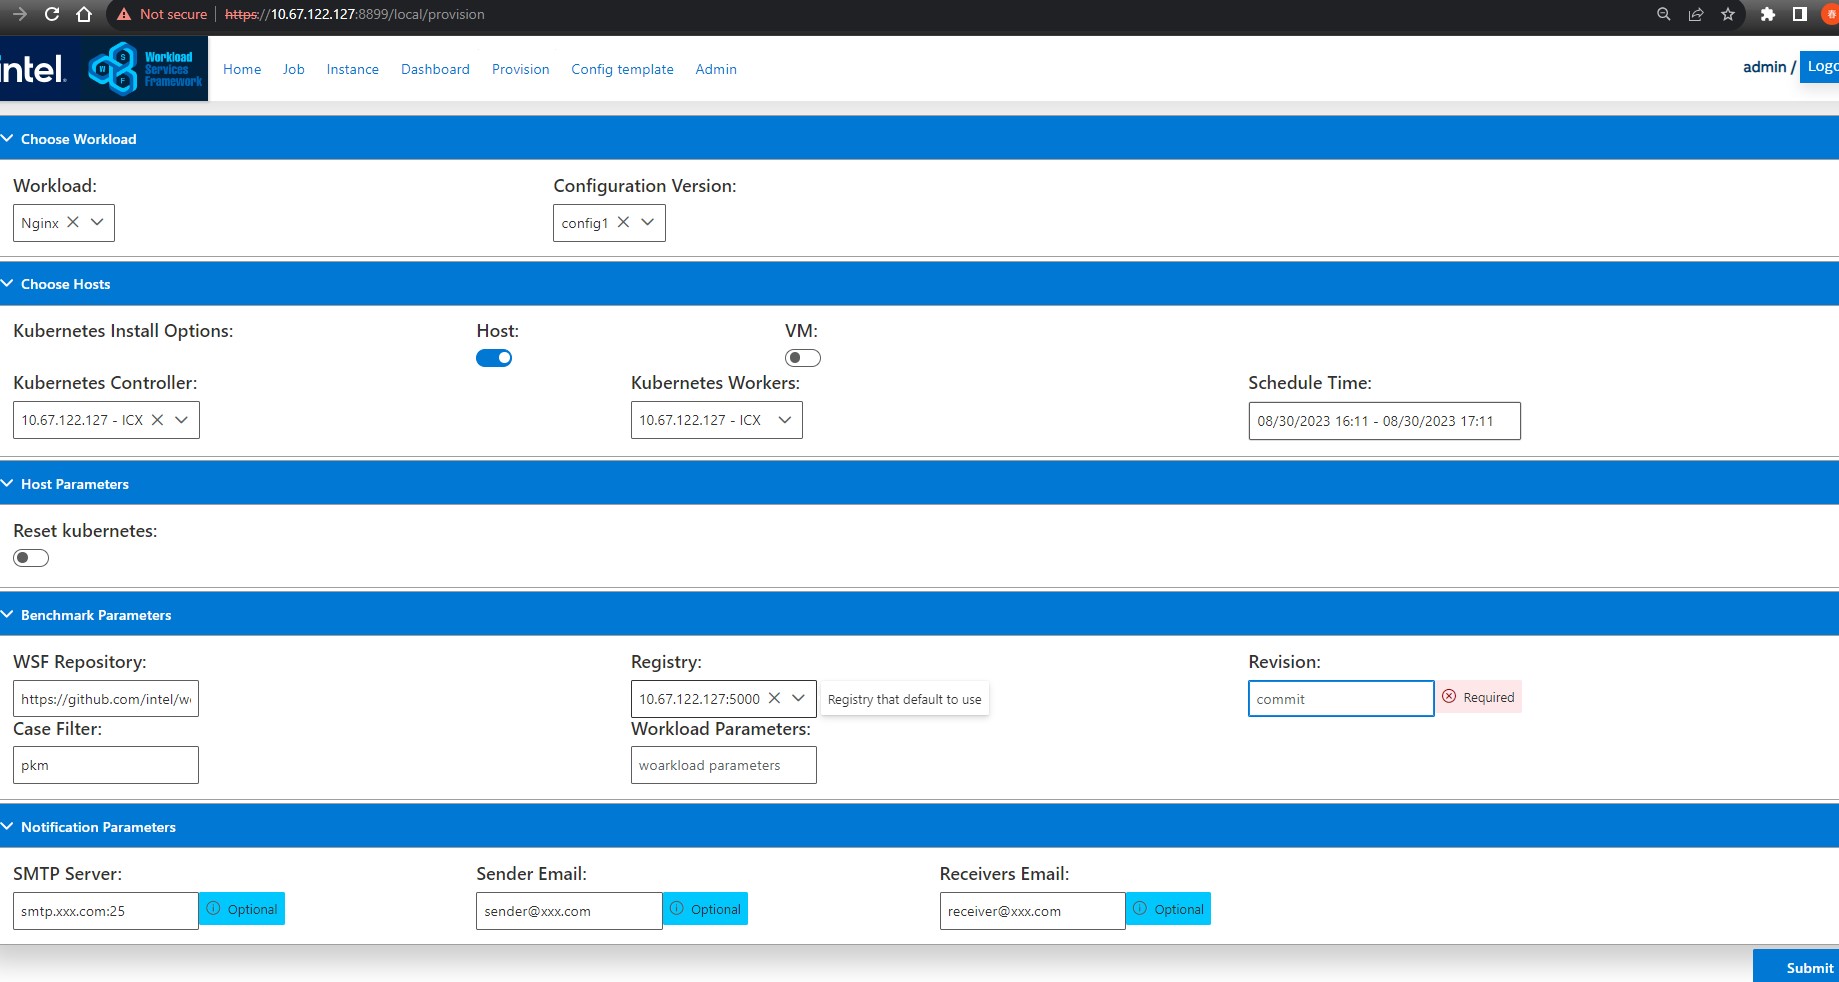 Not secure https://10.67.122.127:8899/local/provision
intel. Workload Services Framework W S F
Home Job Instance Dashboard Provision Config template Admin admin / Logo
Choose Workload
Workload: Configuration Version:
Nginx config1
Choose Hosts
Kubernetes Install Options: Host: VM:
Kubernetes Controller: Kubernetes Workers: Schedule Time:
10.67.122.127 - ICX 10.67.122.127 - ICX 08/30/2023 16:11 - 08/30/2023 17:11
Host Parameters
Reset kubernetes:
Benchmark Parameters
WSF Repository: Registry: Revision:
https://github.com/intel/w 10.67.122.127:5000 Registry that default to use commit Required
Case Filter: Workload Parameters:
pkm woarkload parameters
Notification Parameters
SMTP Server: Sender Email: Receivers Email:
smtp.xxx.com:25 Optional sender@xxx.com Optional receiver@xxx.com Optional
Submit